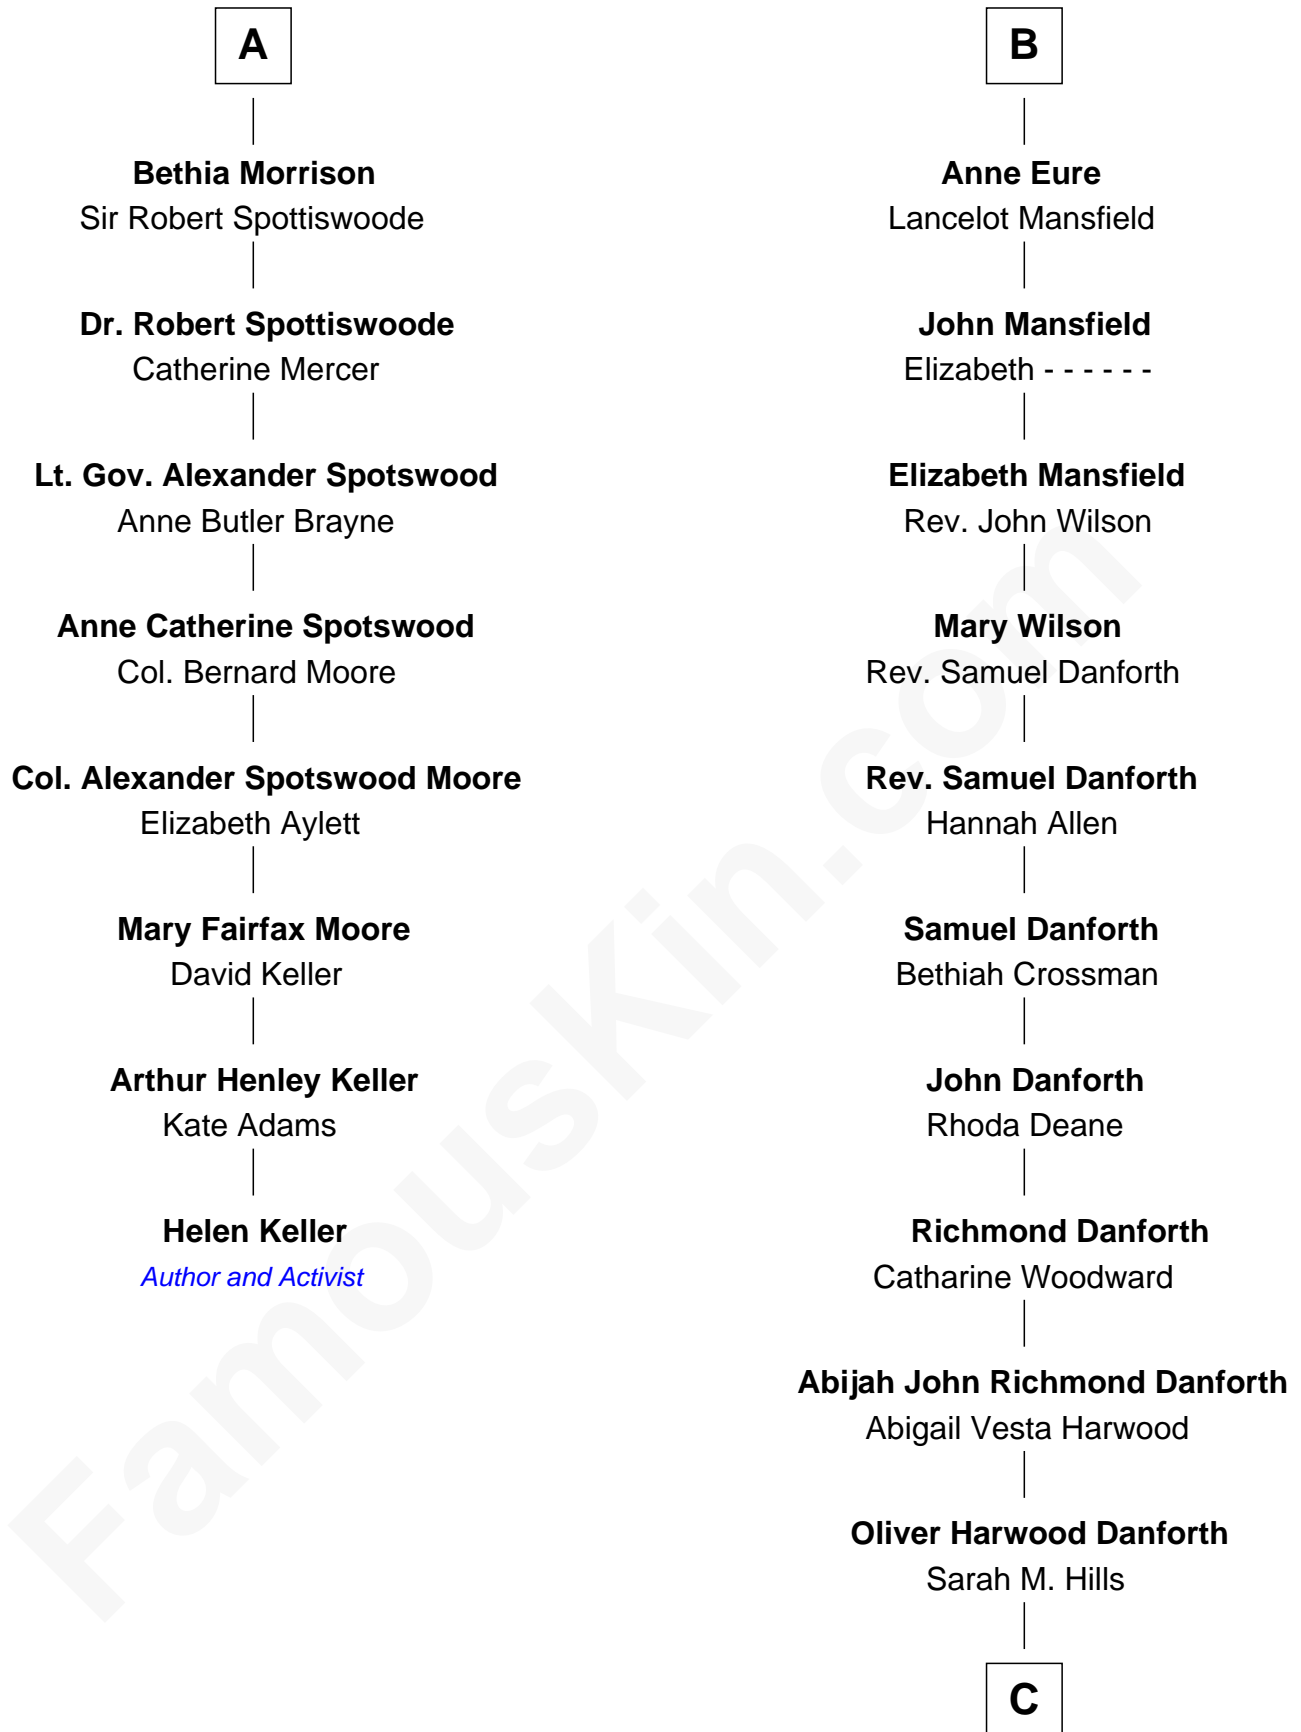 A
Bethia Morrison
Sir Robert Spottiswoode
Dr. Robert Spottiswoode
Catherine Mercer
Lt. Gov. Alexander Spotswood
Anne Butler Brayne
Anne Catherine Spotswood
Col. Bernard Moore
Col. Alexander Spotswood Moore
Elizabeth Aylett
Mary Fairfax Moore
David Keller
Arthur Henley Keller
Kate Adams
Helen Keller
Author and Activist
B
Anne Eure
Lancelot Mansfield
John Mansfield
Elizabeth - - - - - -
Elizabeth Mansfield
Rev. John Wilson
Mary Wilson
Rev. Samuel Danforth
Rev. Samuel Danforth
Hannah Allen
Samuel Danforth
Bethiah Crossman
John Danforth
Rhoda Deane
Richmond Danforth
Catharine Woodward
Abijah John Richmond Danforth
Abigail Vesta Harwood
Oliver Harwood Danforth
Sarah M. Hills
C
FamousKin.com